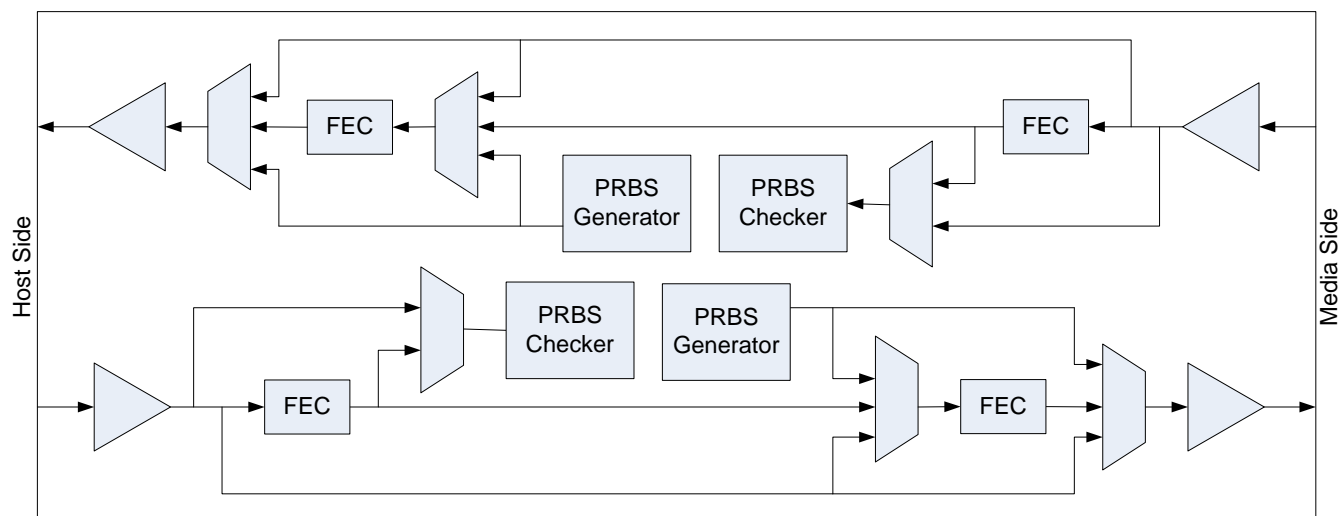 FEC
FEC
PRBS
Generator
PRBS
Checker
Host Side
Media Side
PRBS
Checker
PRBS
Generator
FEC
FEC